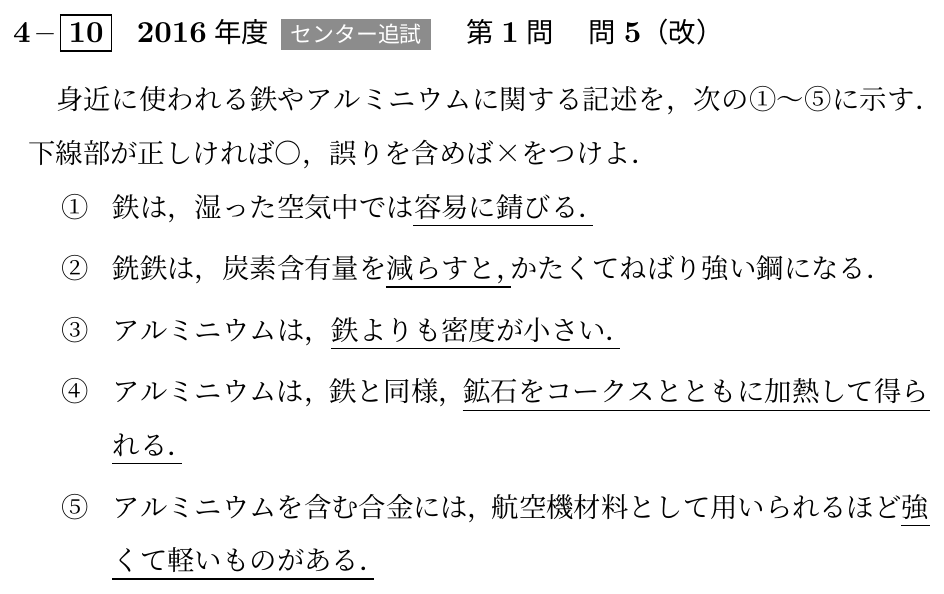 4－10　2016 年度　センター追試　第 1 問　問 5（改）
身近に使われる鉄やアルミニウムに関する記述を，次の①～⑤に示す．
下線部が正しければ〇，誤りを含めば×をつけよ．
①　鉄は，湿った空気中では容易に錆びる．
②　銑鉄は，炭素含有量を減らすと，かたくてねばり強い鋼になる．
③　アルミニウムは，鉄よりも密度が小さい．
④　アルミニウムは，鉄と同様，鉱石をコークスとともに加熱して得ら
れる．
⑤　アルミニウムを含む合金には，航空機材料として用いられるほど強
くて軽いものがある．